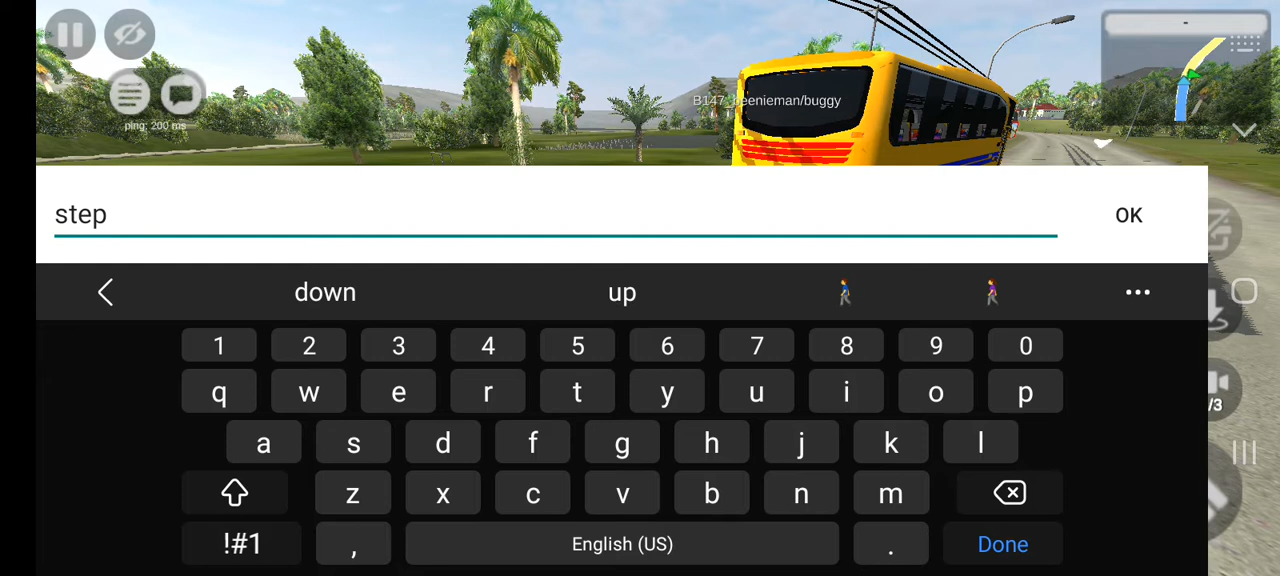 B147_beenieman/buggy
ping: 200 ms
step
OK
down up
1 2 3 4 5 6 7 8 9 0
q w e r t y u i o p
a s d f g h j k l
z x c v b n m
!#1 , English (US) . Done
/3